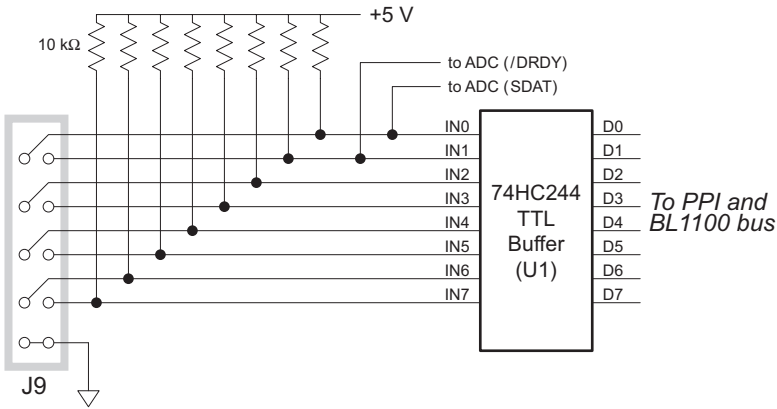 +5 V
10 kΩ
to ADC (/DRDY)
to ADC (SDAT)
IN0
IN1
IN2
IN3
IN4
IN5
IN6
IN7
74HC244
TTL
Buffer
(U1)
D0
D1
D2
D3
D4
D5
D6
D7
To PPI and
BL1100 bus
J9